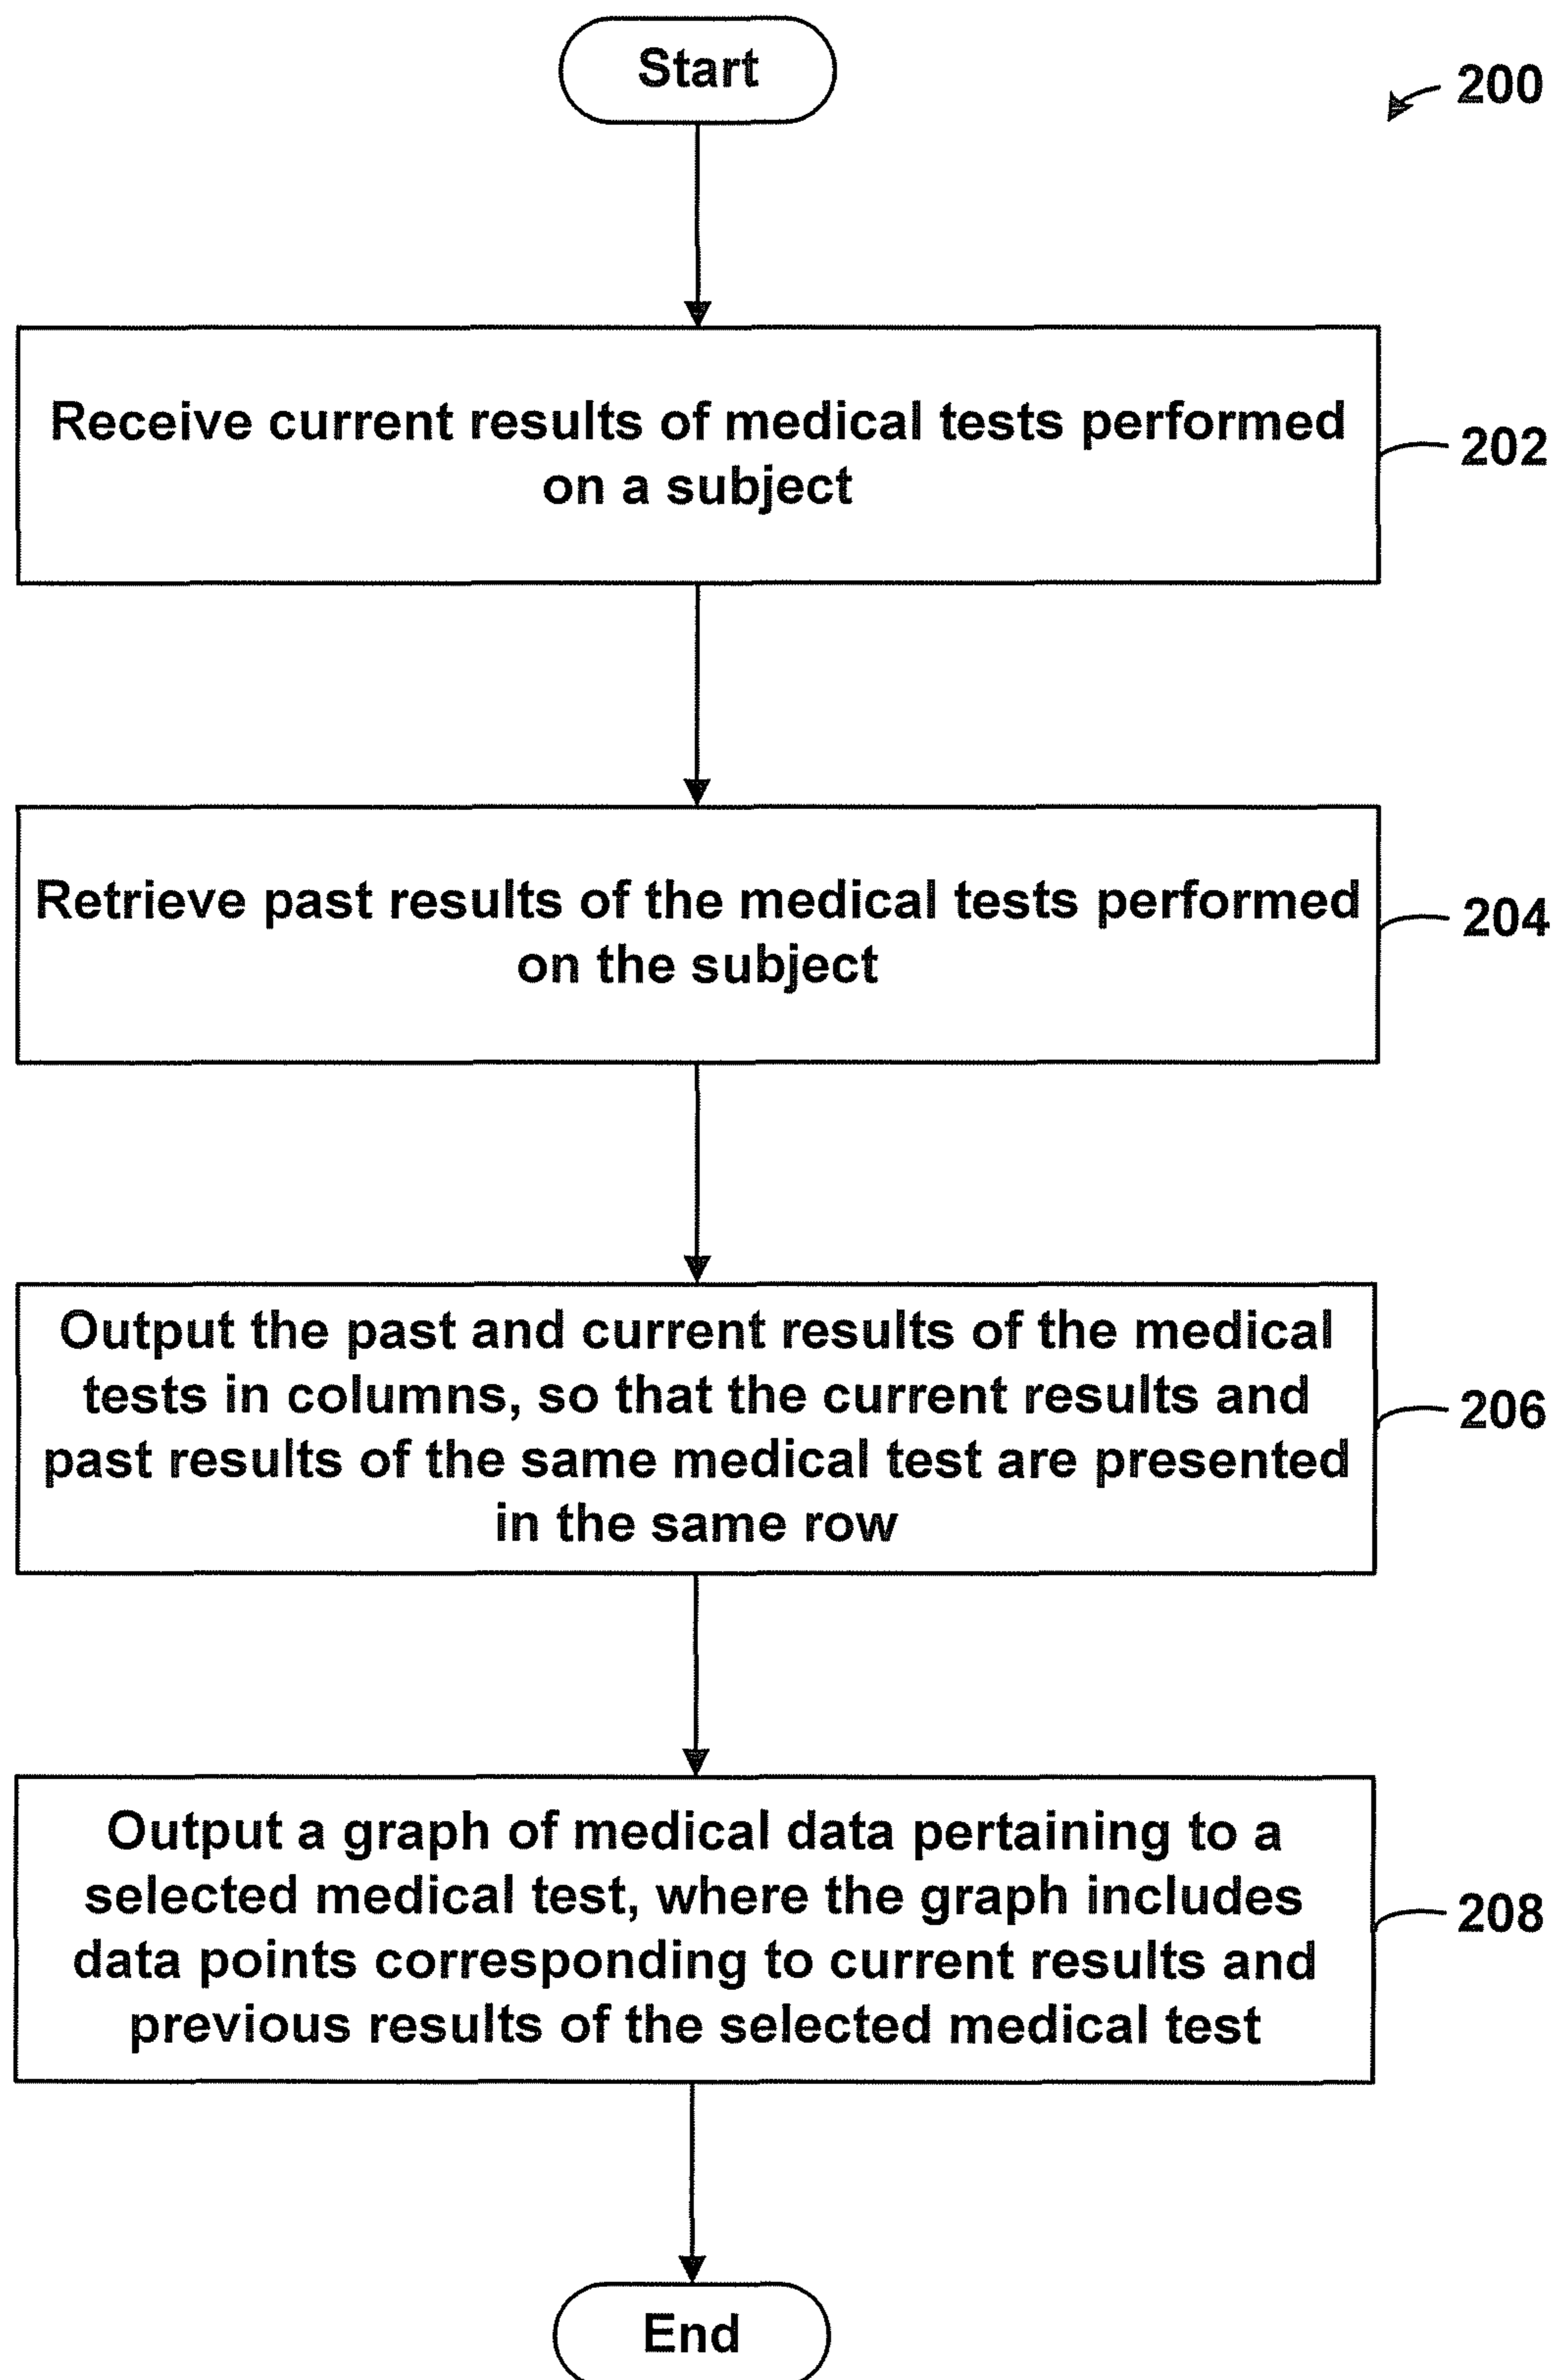 Start
200
Receive current results of medical tests performed
on a subject
202
Retrieve past results of the medical tests performed
on the subject
204
Output the past and current results of the medical
tests in columns, so that the current results and
past results of the same medical test are presented
in the same row
206
Output a graph of medical data pertaining to a
selected medical test, where the graph includes
data points corresponding to current results and
previous results of the selected medical test
208
End